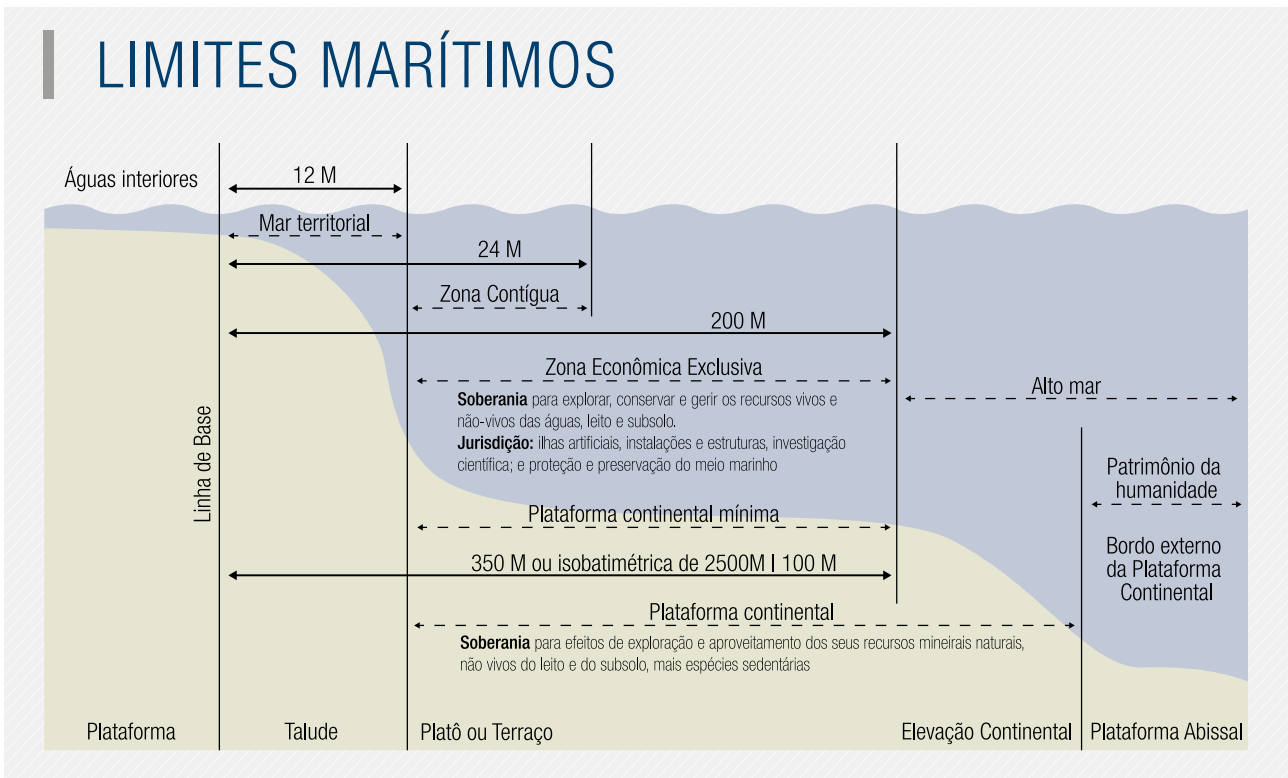 LIMITES MARÍTIMOS
Águas interiores
12 M
Mar territorial
24 M
Zona Contígua
200 M
Zona Econômica Exclusiva
Soberania para explorar, conservar e gerir os recursos vivos e
não-vivos das águas, leito e subsolo.
Jurisdição: ilhas artificiais, instalações e estruturas, investigação
científica; e proteção e preservação do meio marinho
Alto mar
Linha de Base
Patrimônio da
humanidade
Plataforma continental mínima
Bordo externo
da Plataforma
Continental
350 M ou isobatimétrica de 2500M | 100 M
Plataforma continental
Soberania para efeitos de exploração e aproveitamento dos seus recursos mineirais naturais,
não vivos do leito e do subsolo, mais espécies sedentárias
Plataforma
Talude
Platô ou Terraço
Elevação Continental
Plataforma Abissal